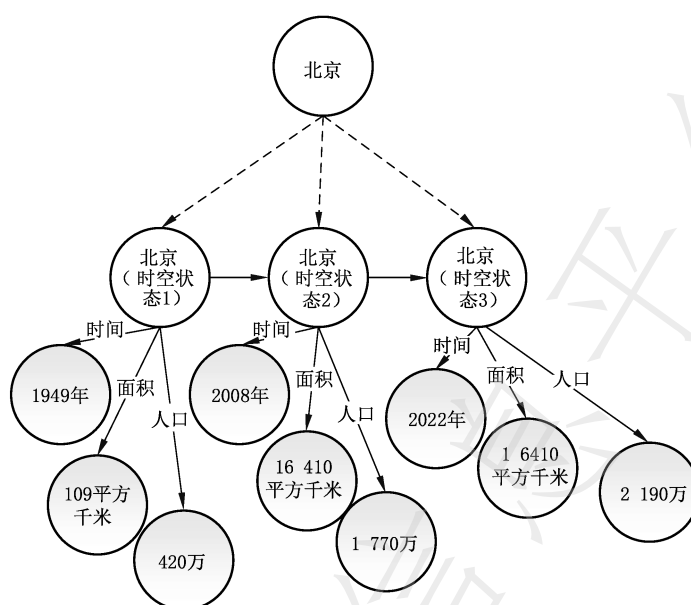 北京
北京
（时空状
态1）
北京
（时空状
态2）
北京
（时空状
态3）
时间
面积
人口
时间
面积
人口
时间
面积
人口
1949年
109平方
千米
420万
2008年
16 410
平方千米
1 770万
2022年
1 6410
平方千米
2 190万